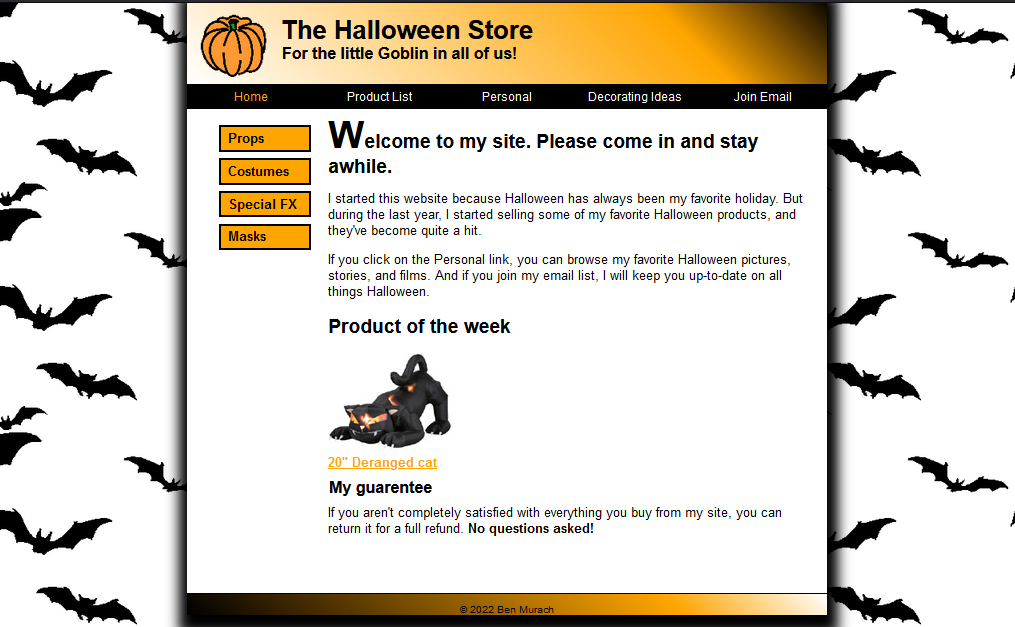 The Halloween Store
For the little Goblin in all of us!
Home Product List Personal Decorating Ideas Join Email
Props
Costumes
Special FX
Masks
Welcome to my site. Please come in and stay
awhile.
I started this website because Halloween has always been my favorite holiday. But
during the last year, I started selling some of my favorite Halloween products, and
they've become quite a hit.
If you click on the Personal link, you can browse my favorite Halloween pictures,
stories, and films. And if you join my email list, I will keep you up-to-date on all
things Halloween.
Product of the week
20" Deranged cat
My guarentee
If you aren't completely satisfied with everything you buy from my site, you can
return it for a full refund. No questions asked!
© 2022 Ben Murach